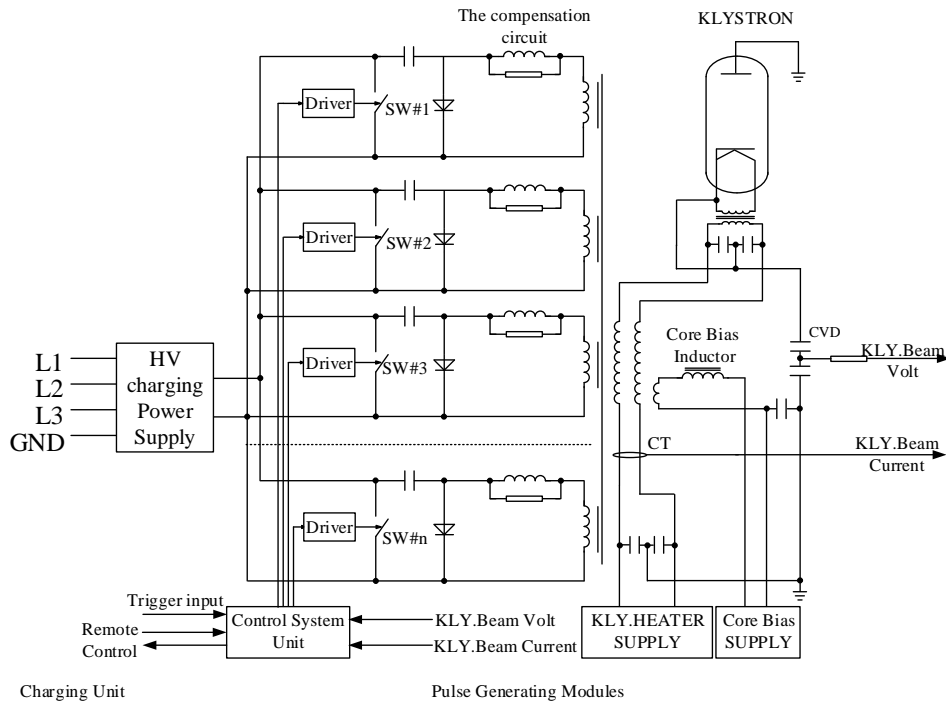 The compensation
circuit
KLYSTRON
Driver
SW#1
Driver
SW#2
Driver
SW#3
Driver
SW#n
L1
L2
L3
GND
HV
charging
Power
Supply
Core Bias
Inductor
CVD
KLY.Beam
Volt
CT
KLY.Beam
Current
Trigger input
Remote
Control
Control System
Unit
KLY.Beam Volt
KLY.Beam Current
KLY.HEATER
SUPPLY
Core Bias
SUPPLY
Charging Unit
Pulse Generating Modules